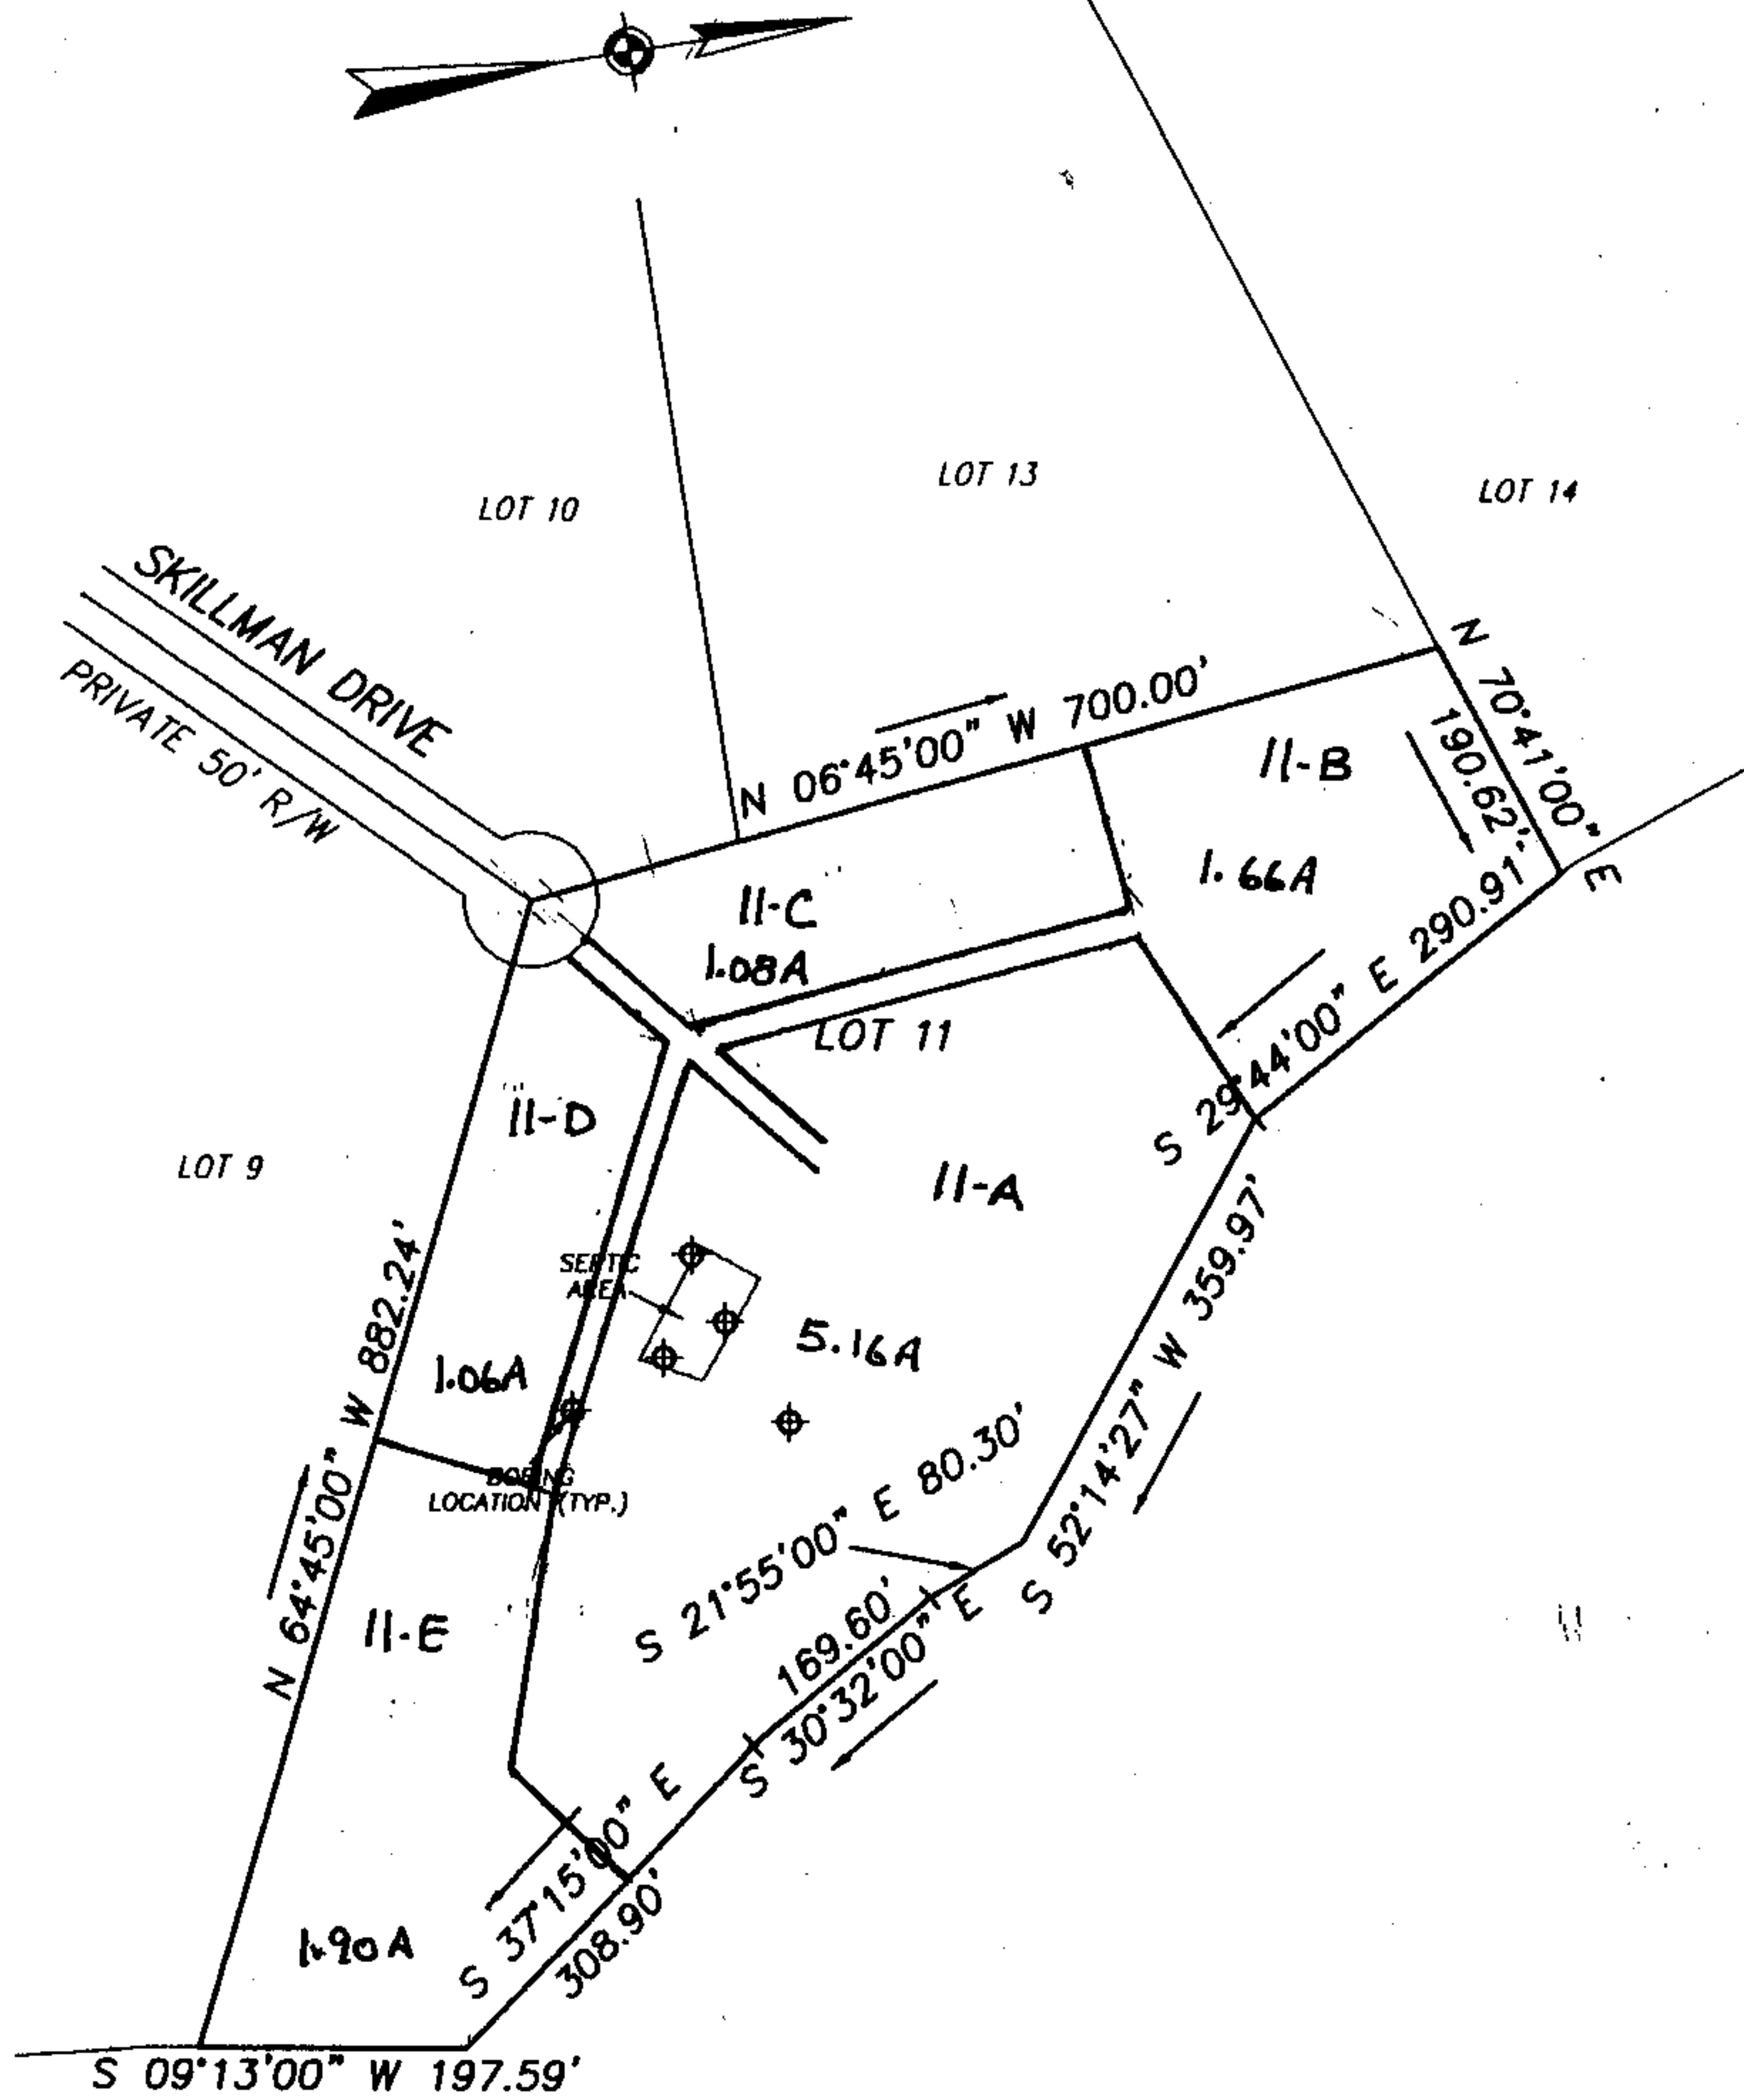 LOT 10
LOT 13
LOT 14
SKILLMAN DRIVE
PRIVATE 50' R/W
N 06°45'00" W 700.00'
N 70°41'00" E
190.62'
11-B
1.66A
S 29°44'00" E 290.91'
11-C
1.08A
LOT 11
11-D
LOT 9
11-A
SEPTIC
AREA
5.16A
1.06A
N 64°45'00" W 882.24'
S 52°14'27" W 359.97'
BORING
LOCATION (TYP.)
S 21°55'00" E 80.30'
169.60'
S 30°32'00" E
11-E
S 37°15'00" E
308.90'
1.90A
S 09°13'00" W 197.59'